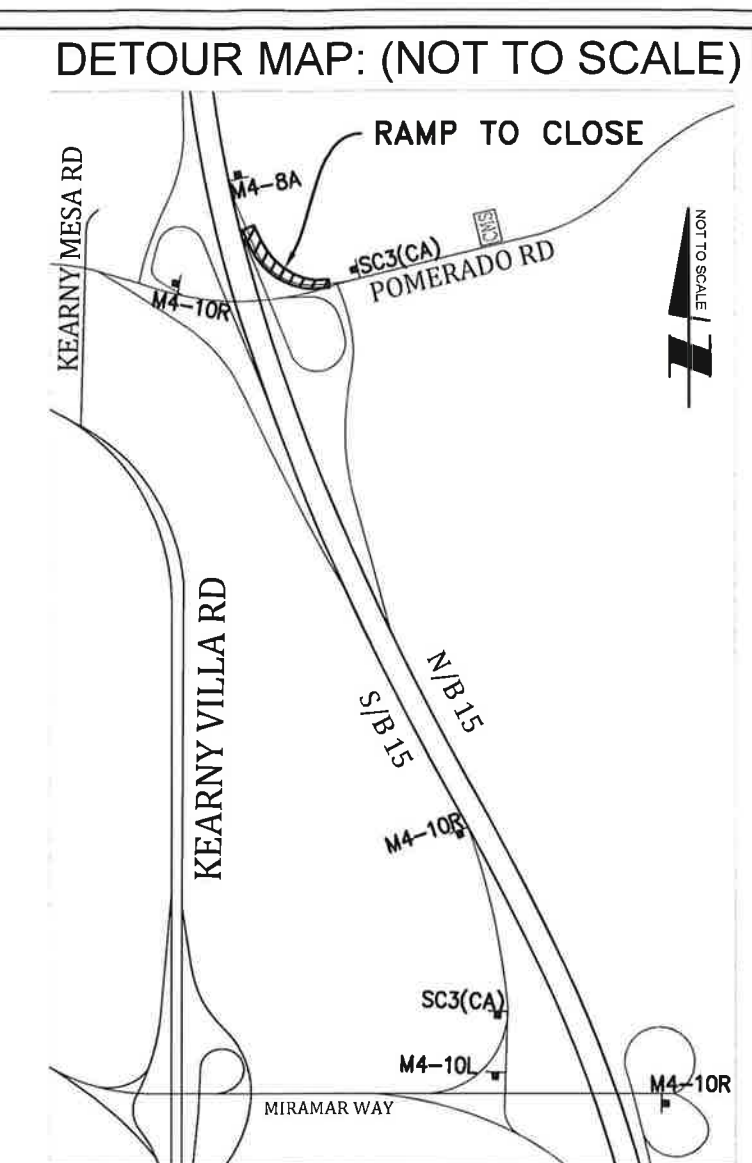 DETOUR MAP: (NOT TO SCALE)
RAMP TO CLOSE
KEARNY MESA RD
M4-8A
CMS
SC3(CA)
POMERADO RD
M4-10R
NOT TO SCALE
KEARNY VILLA RD
N/B 15
S/B 15
M4-10R
SC3(CA)
M4-10L
M4-10R
MIRAMAR WAY